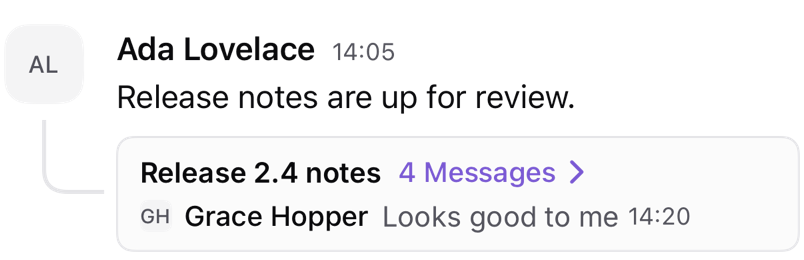 AL
Ada Lovelace 14:05
Release notes are up for review.
Release 2.4 notes 4 Messages
GH Grace Hopper Looks good to me 14:20